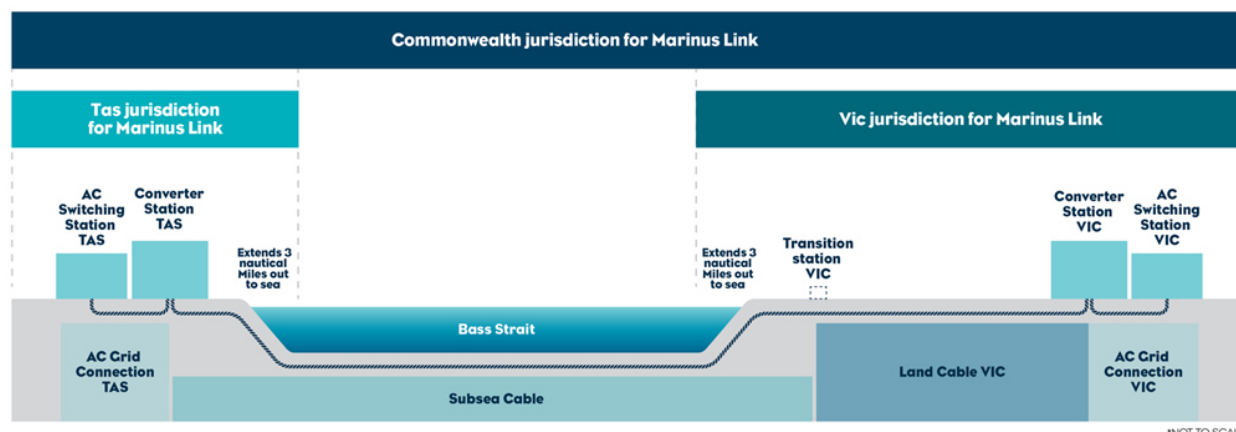 Commonwealth jurisdiction for Marinus Link
Tas jurisdiction
for Marinus Link
Vic jurisdiction for Marinus Link
AC
Switching
Station
TAS
Converter
Station
TAS
Extends 3
nautical
Miles out
to sea
Extends 3
nautical
Miles out
to sea
Transition
station
VIC
Converter
Station
VIC
AC
Switching
Station
VIC
Bass Strait
AC Grid
Connection
TAS
Subsea Cable
Land Cable VIC
AC Grid
Connection
VIC
*NOT TO